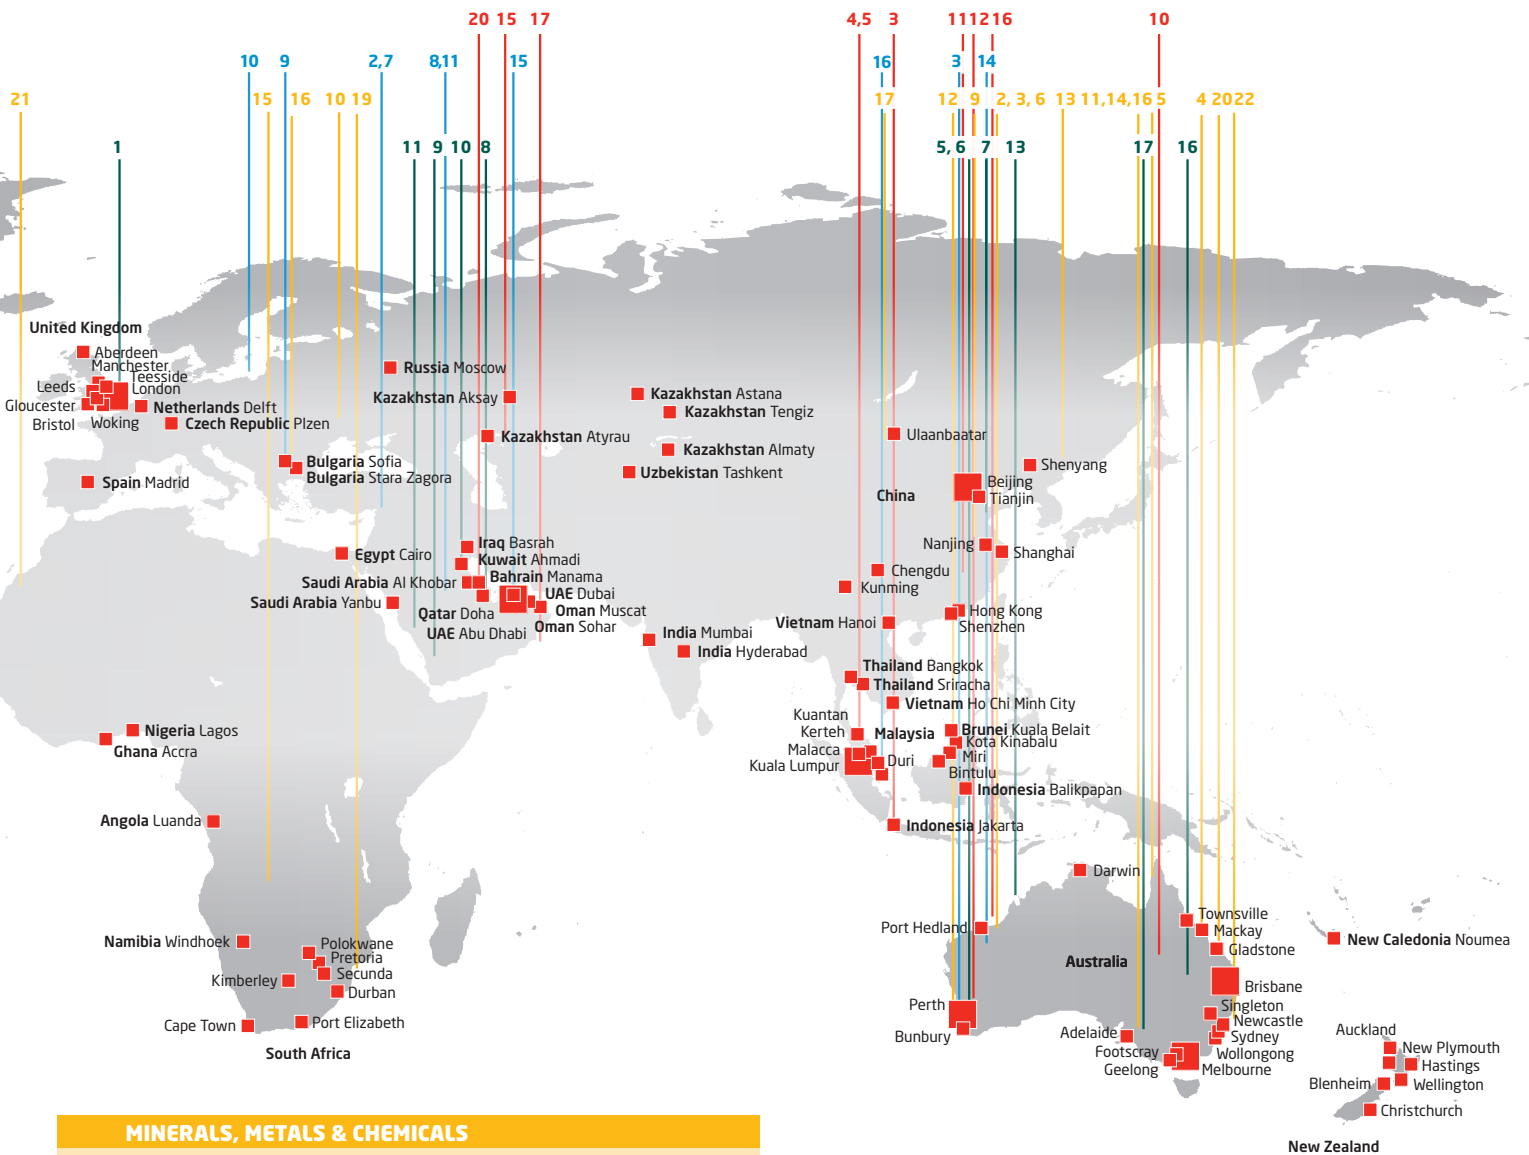 20 15 17 4,5 3 11 12 16 10
10 9 2,7 8,11 15 16 3 14
21 15 16 10 19 17 12 9 2, 3, 6 13 11,14,16 5 4 20 22
1 11 9 10 8 5, 6 7 13 17 16
United Kingdom
Aberdeen
Manchester
Teesside
Leeds
London
Gloucester
Bristol
Woking
Netherlands Delft
Czech Republic Plzen
Russia Moscow
Kazakhstan Aksay
Kazakhstan Astana
Kazakhstan Tengiz
Kazakhstan Atyrau
Kazakhstan Almaty
Uzbekistan Tashkent
Ulaanbaatar
Bulgaria Sofia
Bulgaria Stara Zagora
Spain Madrid
Shenyang
Beijing
Tianjin
China
Nanjing
Shanghai
Chengdu
Kunming
Hong Kong
Shenzhen
Egypt Cairo
Iraq Basrah
Kuwait Ahmadi
Bahrain Manama
Saudi Arabia Al Khobar
UAE Dubai
Saudi Arabia Yanbu
Oman Muscat
Qatar Doha
Oman Sohar
UAE Abu Dhabi
India Mumbai
India Hyderabad
Vietnam Hanoi
Thailand Bangkok
Thailand Sriracha
Vietnam Ho Chi Minh City
Kuantan
Kerteh
Malaysia
Malacca
Kuala Lumpur
Duri
Brunei Kuala Belait
Kota Kinabalu
Miri
Bintulu
Indonesia Balikpapan
Indonesia Jakarta
Nigeria Lagos
Ghana Accra
Angola Luanda
Namibia Windhoek
Polokwane
Pretoria
Secunda
Kimberley
Durban
Cape Town
Port Elizabeth
South Africa
Darwin
Port Hedland
Townsville
Mackay
Gladstone
Australia
New Caledonia Noumea
Brisbane
Perth
Bunbury
Singleton
Newcastle
Adelaide
Sydney
Footscray
Wollongong
Geelong
Melbourne
Auckland
New Plymouth
Hastings
Blenheim
Wellington
Christchurch
New Zealand
MINERALS, METALS & CHEMICALS